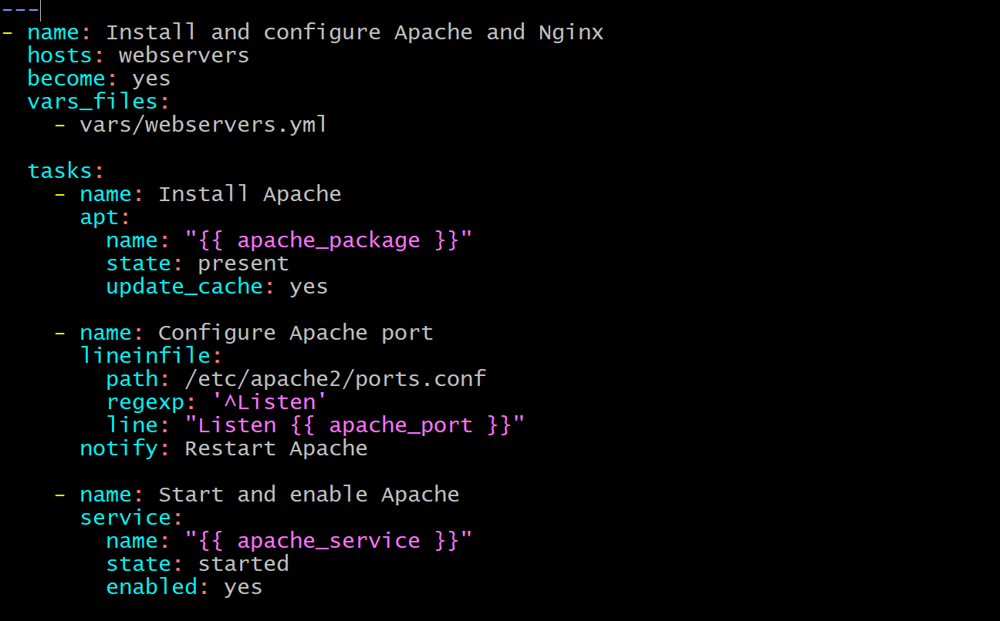 ---
- name: Install and configure Apache and Nginx
  hosts: webservers
  become: yes
  vars_files:
    - vars/webservers.yml

  tasks:
    - name: Install Apache
      apt:
        name: "{{ apache_package }}"
        state: present
        update_cache: yes

    - name: Configure Apache port
      lineinfile:
        path: /etc/apache2/ports.conf
        regexp: '^Listen'
        line: "Listen {{ apache_port }}"
      notify: Restart Apache

    - name: Start and enable Apache
      service:
        name: "{{ apache_service }}"
        state: started
        enabled: yes